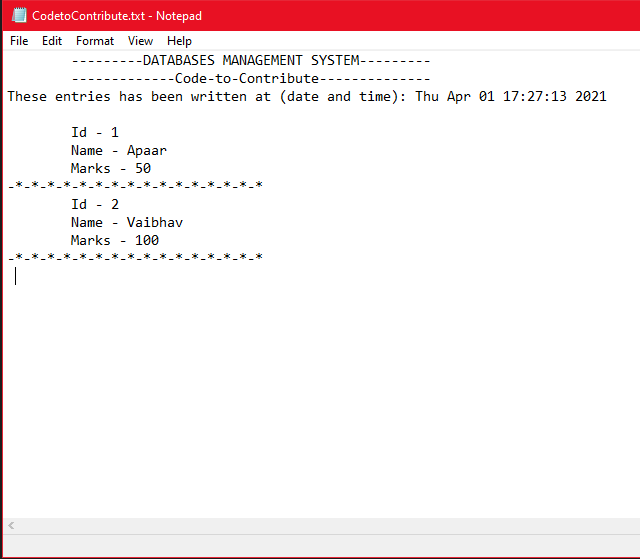 CodetoContribute.txt - Notepad
File Edit Format View Help
---------DATABASES MANAGEMENT SYSTEM---------
-------------Code-to-Contribute--------------
These entries has been written at (date and time): Thu Apr 01 17:27:13 2021
Id - 1
Name - Apaar
Marks - 50
-*-*-*-*-*-*-*-*-*-*-*-*-*-*-*-*
Id - 2
Name - Vaibhav
Marks - 100
-*-*-*-*-*-*-*-*-*-*-*-*-*-*-*-*